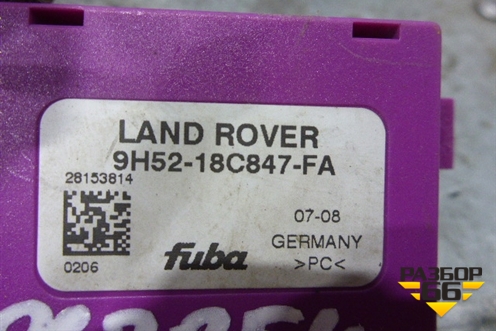 LAND ROVER
9H52-18C847-FA
28153814
0206
fuba
07-08
GERMANY
>PC<
РАЗБОР
66